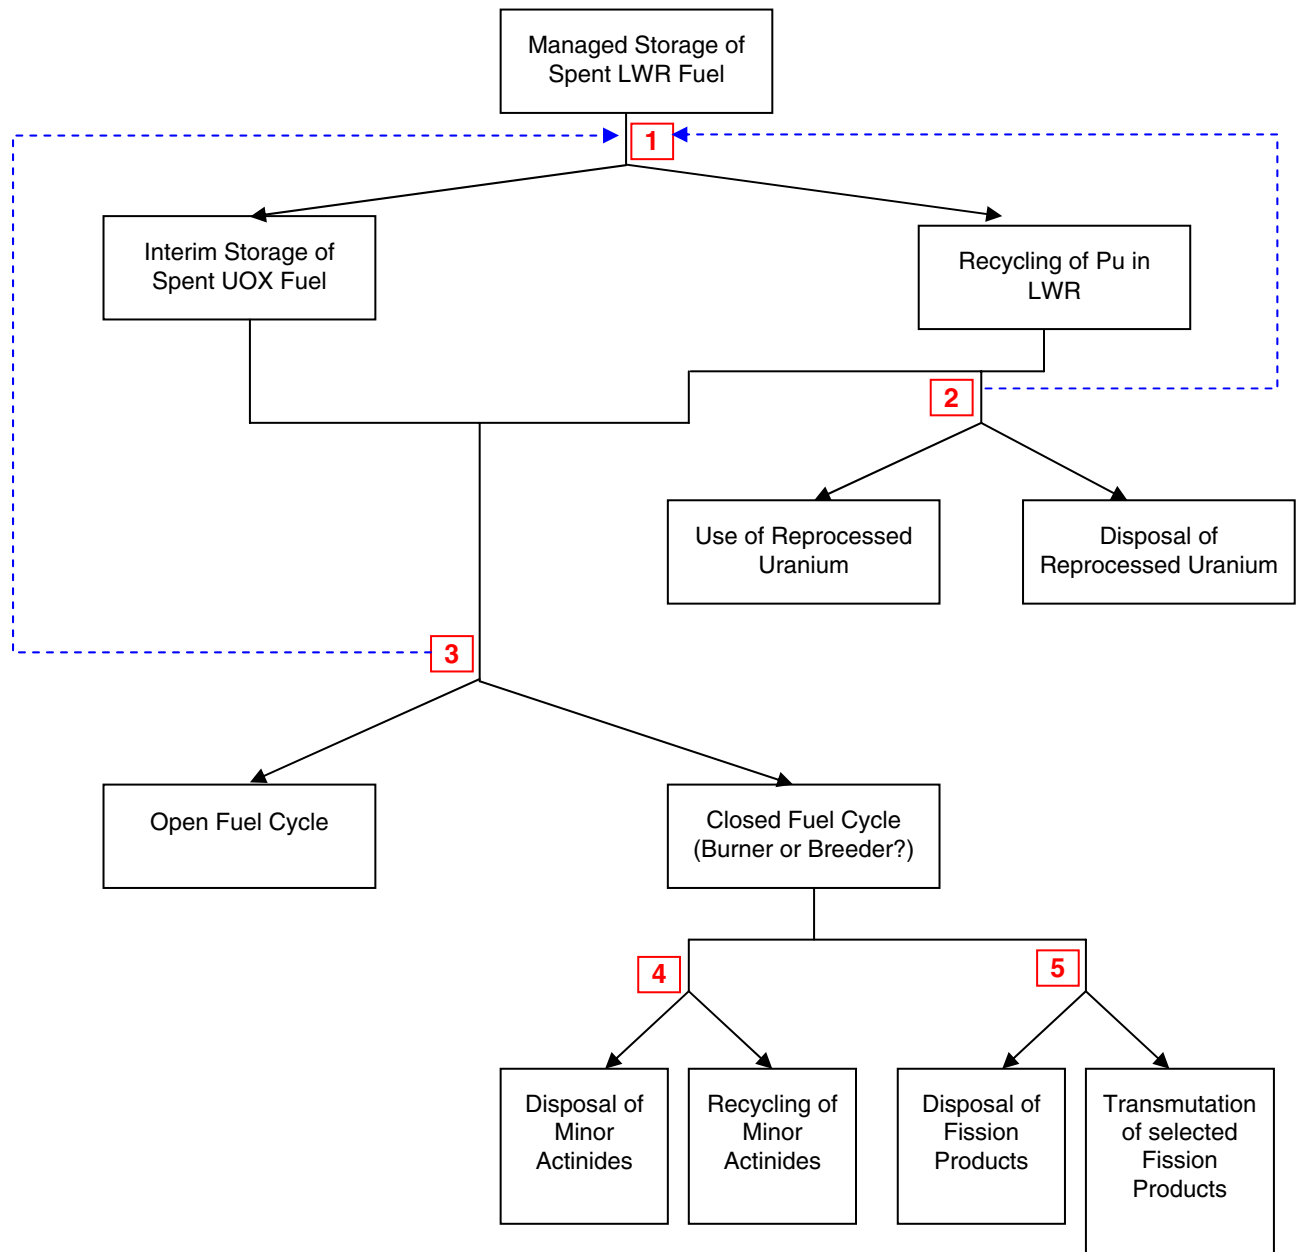 Managed Storage of
Spent LWR Fuel
1
Interim Storage of
Spent UOX Fuel
Recycling of Pu in
LWR
2
Use of Reprocessed
Uranium
Disposal of
Reprocessed Uranium
3
Open Fuel Cycle
Closed Fuel Cycle
(Burner or Breeder?)
4
5
Disposal of
Minor
Actinides
Recycling of
Minor
Actinides
Disposal of
Fission
Products
Transmutation
of selected
Fission
Products